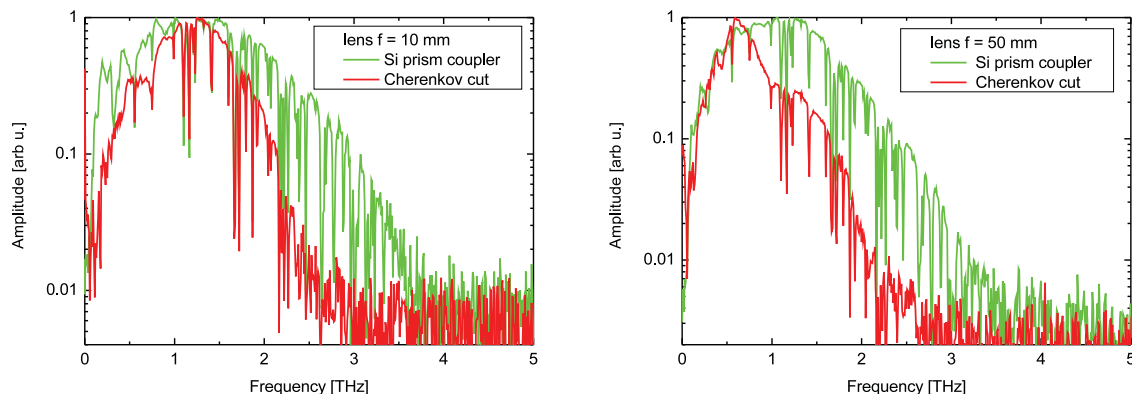 1
0.1
0.01
Amplitude [arb u.]
lens f = 10 mm
Si prism coupler
Cherenkov cut
0 1 2 3 4 5
Frequency [THz]
1
0.1
0.01
Amplitude [arb u.]
lens f = 50 mm
Si prism coupler
Cherenkov cut
0 1 2 3 4 5
Frequency [THz]